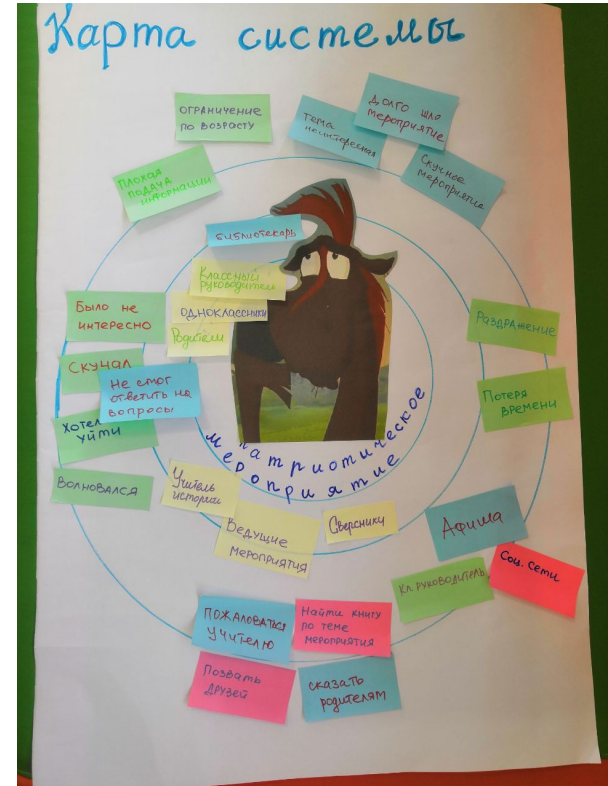 Карта системы
ОГРАНИЧЕНИЕ
ПО ВОЗРАСТУ
Тема
неинтересная
Долго шло
мероприятие
Скучное
мероприятие
Плохая
подача
информации
Библиотекарь
Классный
руководитель
Одноклассники
Родители
Было не
интересно
Скучал
Не смог
ответить на
вопросы
Хотел
уйти
Волновался
Раздражение
Потеря
времени
патриотическое
мероприятие
Учитель
истории
Ведущие
мероприятия
Сверсники
Афиша
Кл. руководитель
Соц. сети
Пожаловаться
учителю
Найти книгу
по теме
мероприятия
Позвать
друзей
сказать
родителям